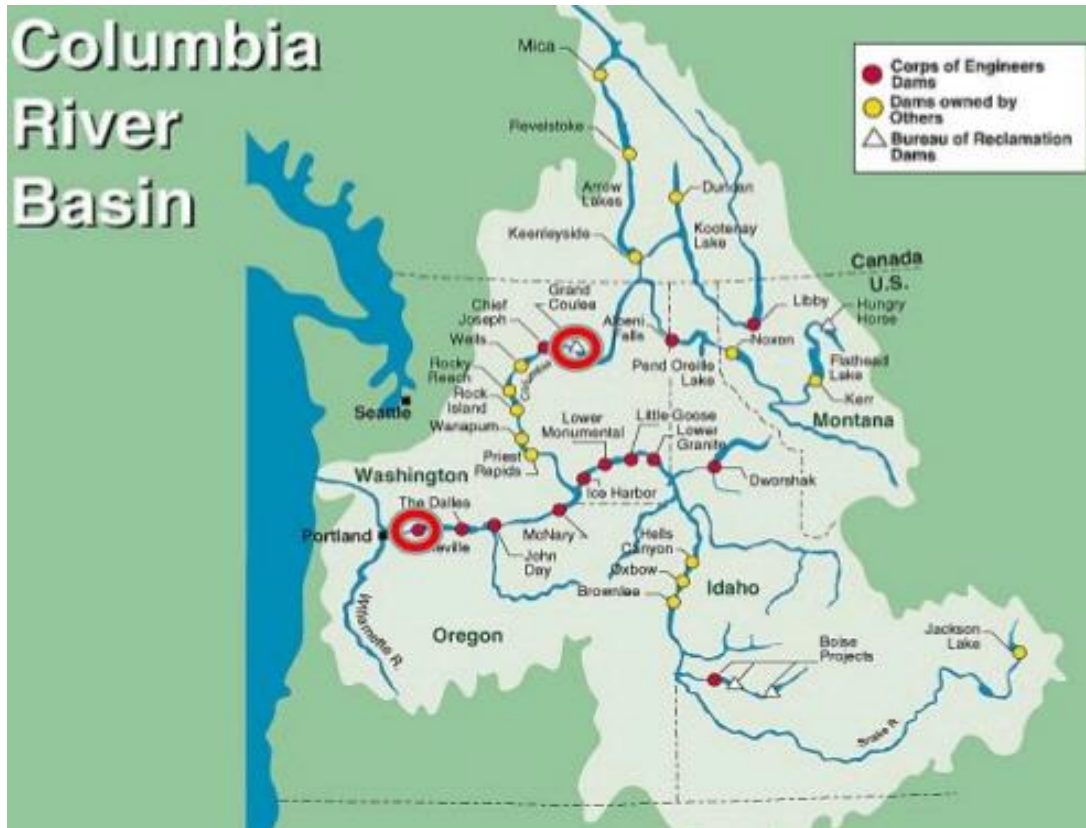 Columbia
River
Basin
Corps of Engineers
Dams
Dams owned by
Others
Bureau of Reclamation
Dams
Mica
Revelstoke
Arrow
Lakes
Duncan
Keenleyside
Kootenay
Lake
Canada
U.S.
Grand
Coulee
Chief
Joseph
Albeni
Falls
Libby
Hungry
Horse
Wells
Noxon
Columbia
Rocky
Reach
Pend Oreille
Lake
Flathead
Lake
Rock
Island
Kerr
Seattle
Wanapum
Lower
Monumental
Little Goose
Lower
Granite
Montana
Priest
Rapids
Washington
Ice Harbor
Dworshak
The Dalles
Portland
McNary
John
Day
Hells
Canyon
Oxbow
Brownlee
Idaho
Willamette R.
Oregon
Boise
Projects
Jackson
Lake
Snake R.